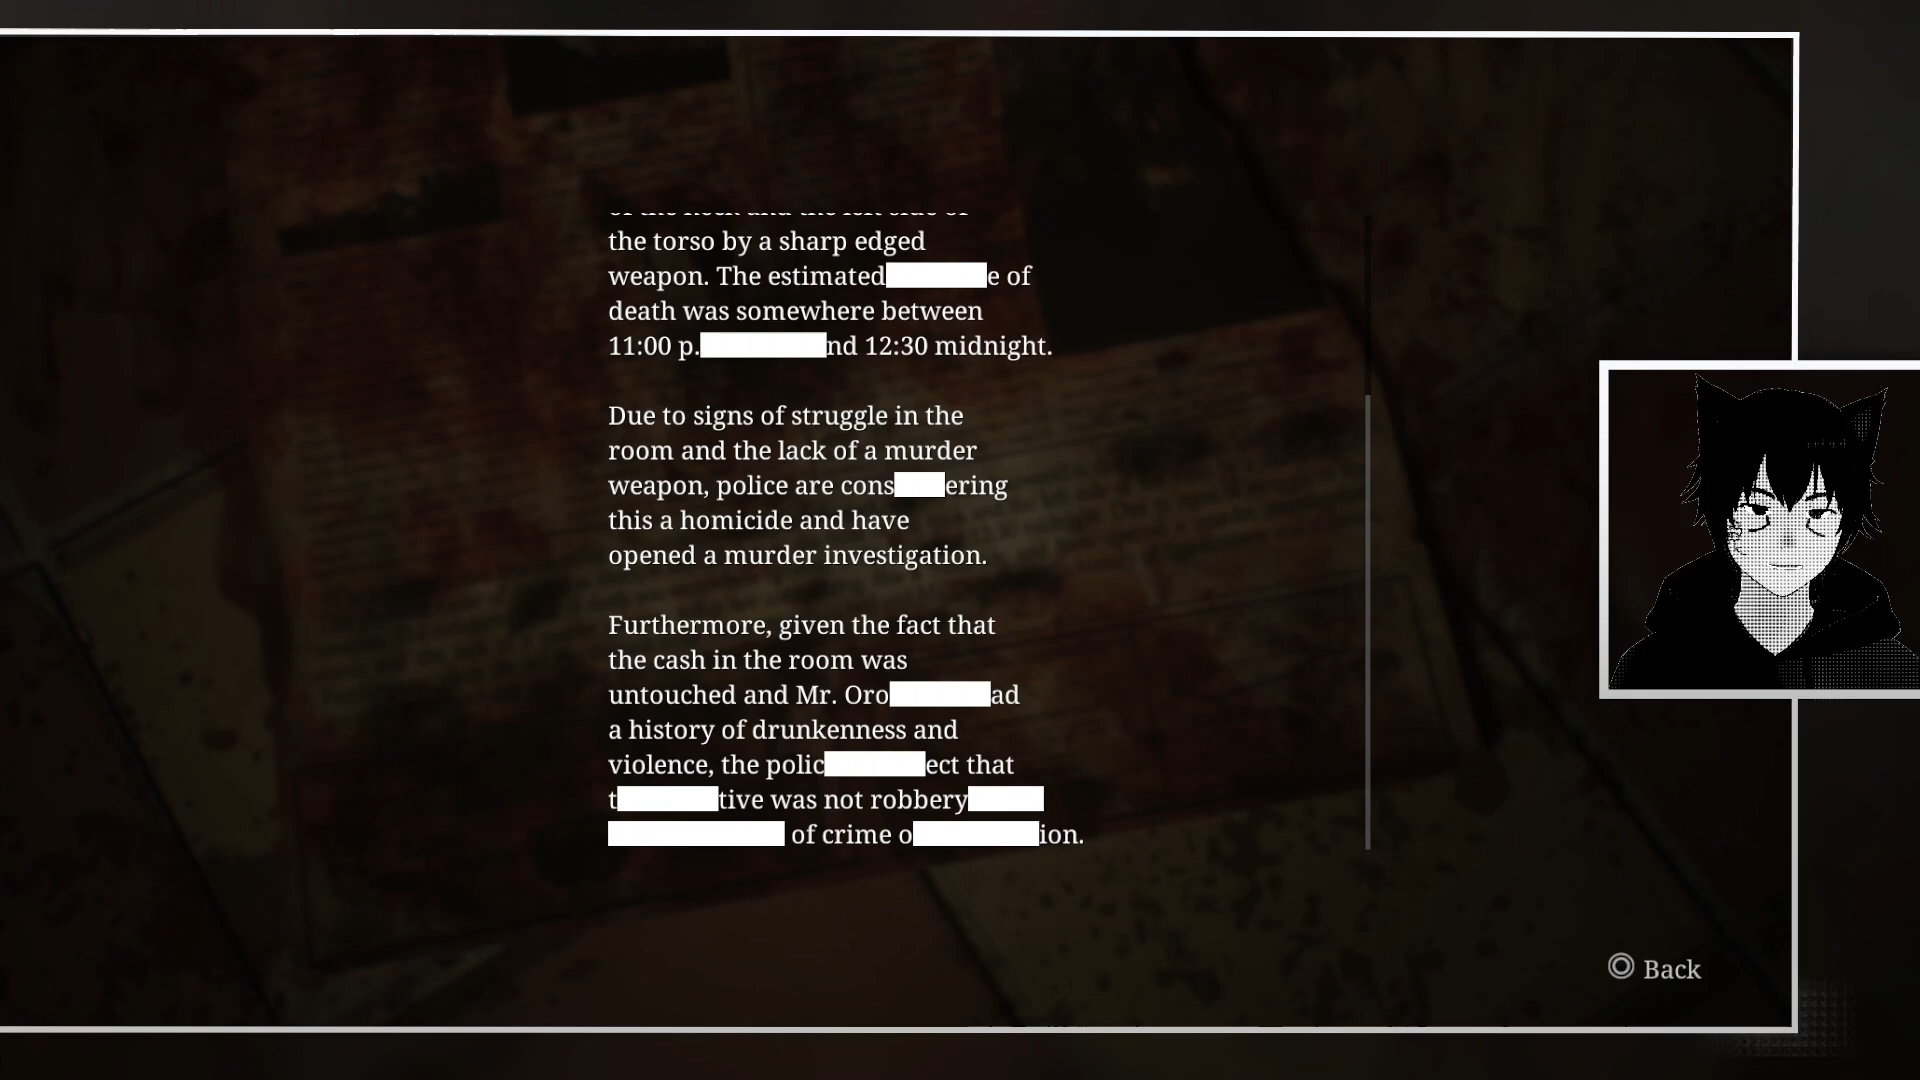 the torso by a sharp edged
weapon. The estimated e of
death was somewhere between
11:00 p. nd 12:30 midnight.
Due to signs of struggle in the
room and the lack of a murder
weapon, police are cons ering
this a homicide and have
opened a murder investigation.
Furthermore, given the fact that
the cash in the room was
untouched and Mr. Oro ad
a history of drunkenness and
violence, the polic ect that
t tive was not robbery
of crime o ion.
Back